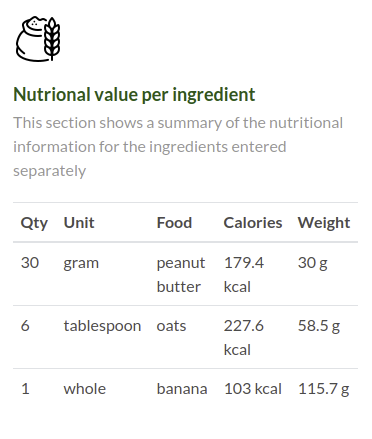 Nutrional value per ingredient
This section shows a summary of the nutritional
information for the ingredients entered
separately
Qty Unit Food Calories Weight
30 gram peanut butter 179.4 kcal 30 g
6 tablespoon oats 227.6 kcal 58.5 g
1 whole banana 103 kcal 115.7 g